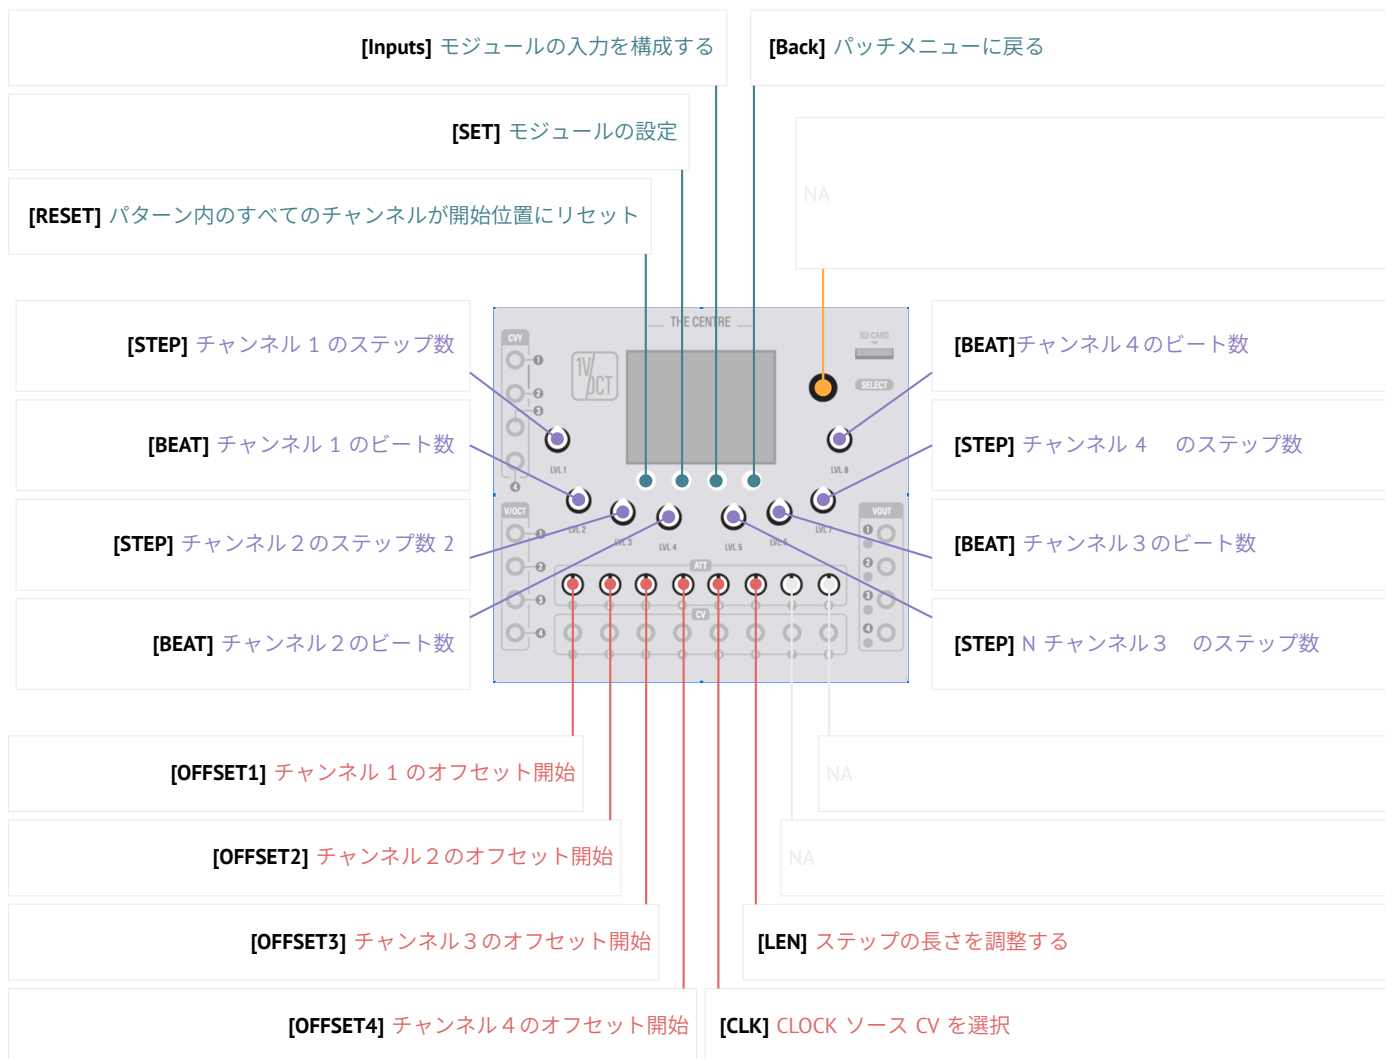 [Inputs] モジュールの入力を構成する
[Back] パッチメニューに戻る
[SET] モジュールの設定
NA
[RESET] パターン内のすべてのチャンネルが開始位置にリセット
[STEP] チャンネル 1 のステップ数
[BEAT] チャンネル 1 のビート数
[STEP] チャンネル２のステップ数 2
[BEAT] チャンネル２のビート数
THE CENTRE
SD CARD
CVY
1V/OCT
SELECT
1
2
3
4
LVL 1
LVL 8
LVL 2
LVL 3
LVL 4
LVL 5
LVL 6
LVL 7
V/OCT
1
2
3
4
VOUT
1
2
3
4
ATT
CV
[BEAT]チャンネル４のビート数
[STEP] チャンネル 4　のステップ数
[BEAT] チャンネル３のビート数
[STEP] N チャンネル３　のステップ数
[OFFSET1] チャンネル 1 のオフセット開始
NA
[OFFSET2] チャンネル２のオフセット開始
NA
[OFFSET3] チャンネル３のオフセット開始
[LEN] ステップの長さを調整する
[OFFSET4] チャンネル４のオフセット開始
[CLK] CLOCK ソース CV を選択